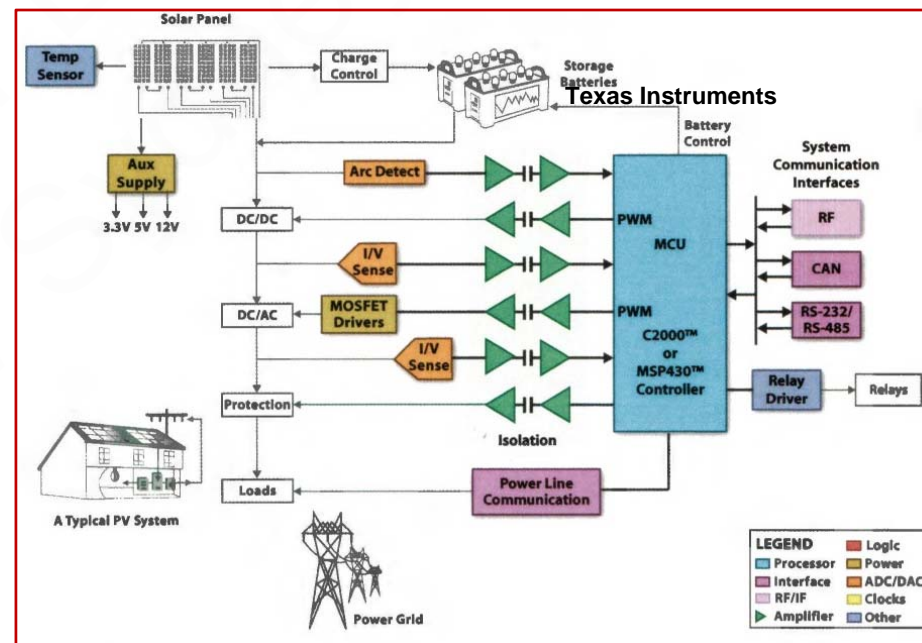 Solar Panel
Temp
Sensor
Charge
Control
Storage
Batteries
Texas Instruments
Battery
Control
System
Communication
Interfaces
Aux
Supply
3.3V 5V 12V
Arc Detect
DC/DC
PWM
MCU
RF
I/V
Sense
CAN
DC/AC
MOSFET
Drivers
PWM
RS-232/
RS-485
C2000™
or
MSP430™
Controller
I/V
Sense
Relay
Driver
Relays
Protection
Isolation
Loads
Power Line
Communication
A Typical PV System
Power Grid
LEGEND
Processor
Interface
RF/IF
Amplifier
Logic
Power
ADC/DAC
Clocks
Other